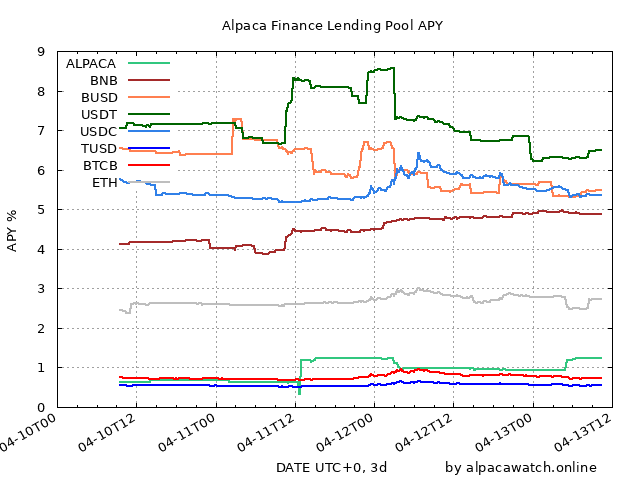 Alpaca Finance Lending Pool APY
9
8
7
6
5
4
3
2
1
0
APY %
ALPACA
BNB
BUSD
USDT
USDC
TUSD
BTCB
ETH
04-10T00
04-10T12
04-11T00
04-11T12
04-12T00
04-12T12
04-13T00
04-13T12
DATE UTC+0, 3d
by alpacawatch.online